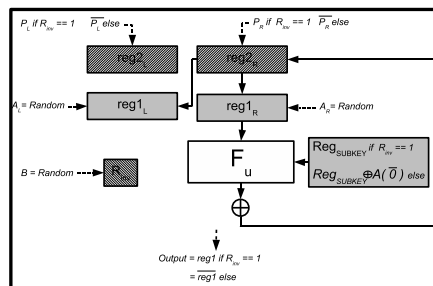 P_L if R_inv == 1 P̅_L̅ else
P_R if R_inv == 1 P̅_R̅ else
reg2_L
reg2_R
A_L = Random
reg1_L
reg1_R
A_R = Random
B = Random
R_inv
F_u
Reg_SUBKEY if R_inv == 1
Reg_SUBKEY ⊕ A(0̅) else
⊕
Output = reg1 if R_inv == 1
= r̅e̅g̅1̅ else